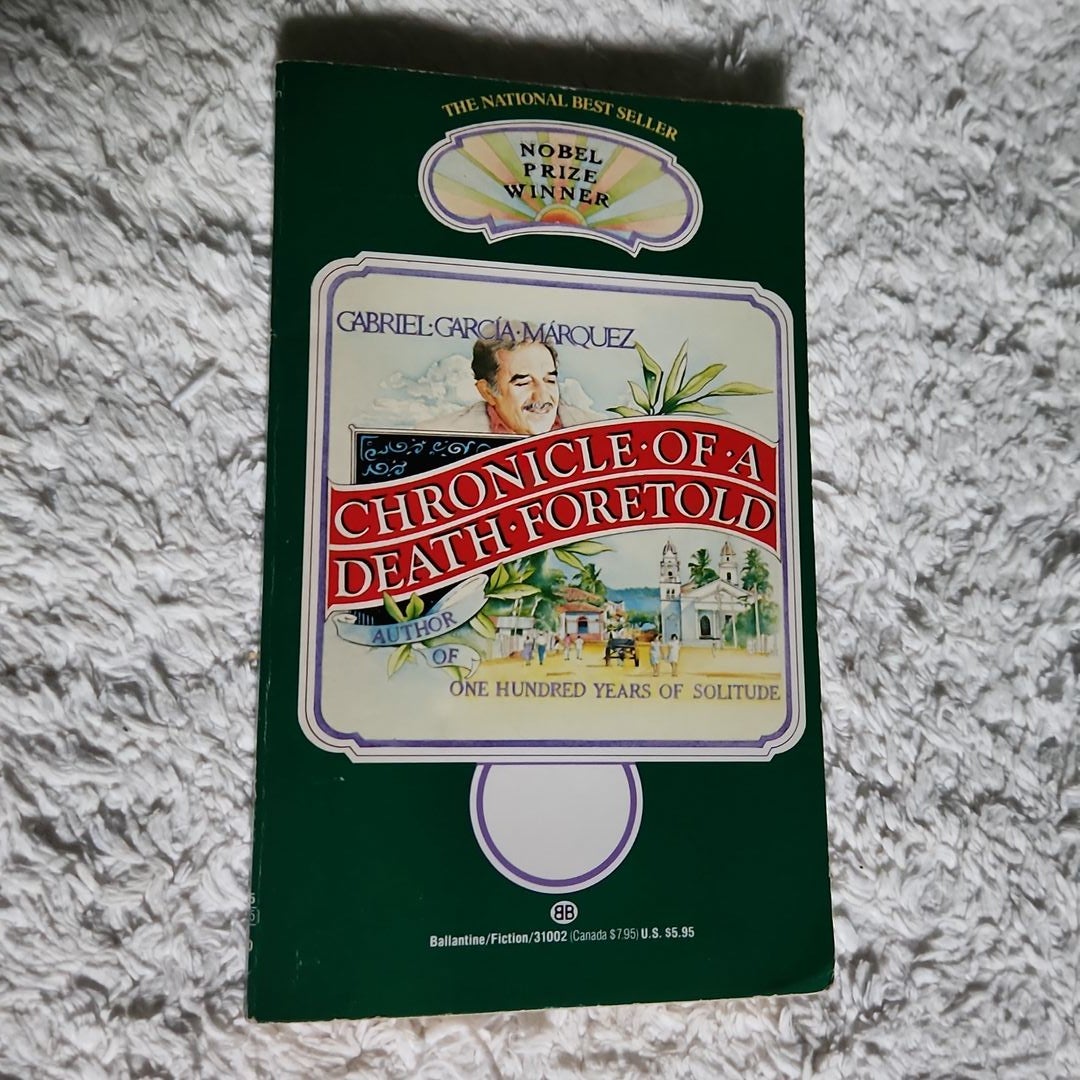 THE NATIONAL BEST SELLER
NOBEL
PRIZE
WINNER
GABRIEL·GARCÍA·MÁRQUEZ
CHRONICLE·OF·A
DEATH·FORETOLD
AUTHOR
OF
ONE HUNDRED YEARS OF SOLITUDE
BB
Ballantine/Fiction/31002 (Canada $7.95) U.S. $5.95